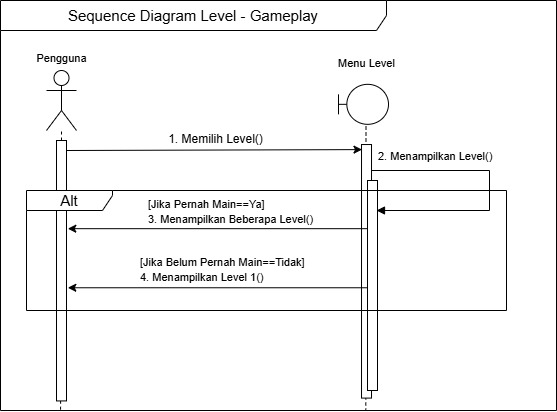 Sequence Diagram Level - Gameplay
Pengguna
Menu Level
1. Memilih Level()
2. Menampilkan Level()
Alt
[Jika Pernah Main==Ya]
3. Menampilkan Beberapa Level()
[Jika Belum Pernah Main==Tidak]
4. Menampilkan Level 1()